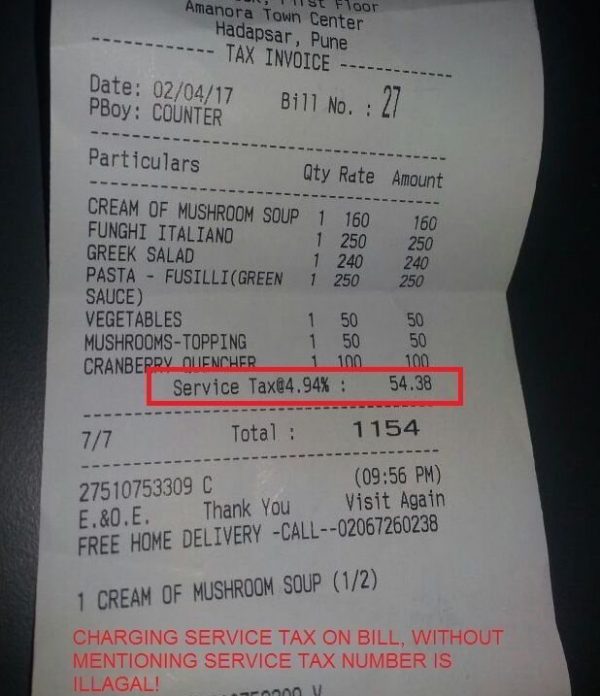 First Floor
Amanora Town Center
Hadapsar, Pune
------------ TAX INVOICE ------------
Date: 02/04/17 Bill No. : 27
PBoy: COUNTER
Particulars Qty Rate Amount
CREAM OF MUSHROOM SOUP 1 160 160
FUNGHI ITALIANO 1 250 250
GREEK SALAD 1 240 240
PASTA - FUSILLI(GREEN 1 250 250
SAUCE)
VEGETABLES 1 50 50
MUSHROOMS-TOPPING 1 50 50
CRANBERRY QUENCHER 1 100 100
Service Tax@4.94% : 54.38
7/7 Total : 1154
27510753309 C (09:56 PM)
E.&O.E. Thank You Visit Again
FREE HOME DELIVERY -CALL--02067260238
1 CREAM OF MUSHROOM SOUP (1/2)
CHARGING SERVICE TAX ON BILL, WITHOUT
MENTIONING SERVICE TAX NUMBER IS
ILLAGAL!